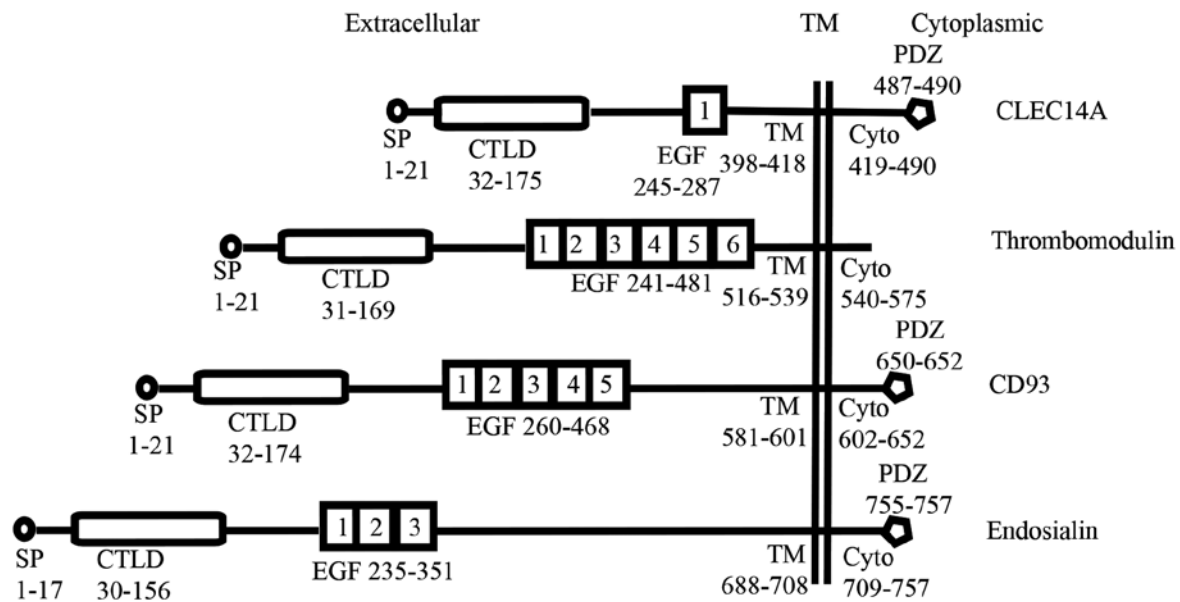 Extracellular TM Cytoplasmic
PDZ
487-490
CLEC14A
1
SP
1-21
CTLD
32-175
EGF
245-287
TM
398-418
Cyto
419-490
Thrombomodulin
1 2 3 4 5 6
SP
1-21
CTLD
31-169
EGF 241-481
TM
516-539
Cyto
540-575
PDZ
650-652
CD93
1 2 3 4 5
SP
1-21
CTLD
32-174
EGF 260-468
TM
581-601
Cyto
602-652
PDZ
755-757
Endosialin
1 2 3
SP
1-17
CTLD
30-156
EGF 235-351
TM
688-708
Cyto
709-757